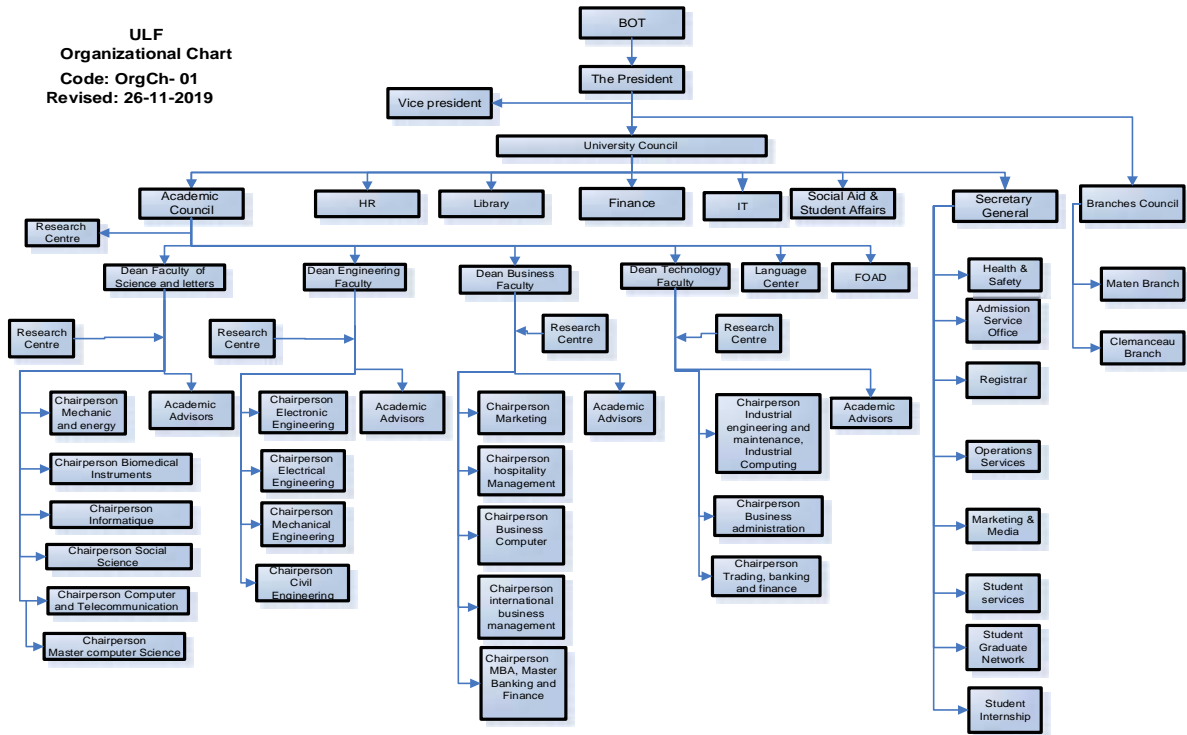 ULF
Organizational Chart
Code: OrgCh- 01
Revised: 26-11-2019
BOT
The President
Vice president
University Council
Academic
Council
HR
Library
Finance
IT
Social Aid &
Student Affairs
Secretary
General
Branches Council
Research
Centre
Dean Faculty of
Science and letters
Dean Engineering
Faculty
Dean Business
Faculty
Dean Technology
Faculty
Language
Center
FOAD
Health &
Safety
Maten Branch
Admission
Service
Office
Clemanceau
Branch
Research
Centre
Research
Centre
Research
Centre
Research
Centre
Registrar
Chairperson
Mechanic
and energy
Academic
Advisors
Chairperson
Electronic
Engineering
Academic
Advisors
Chairperson
Marketing
Academic
Advisors
Chairperson
Industrial
engineering and
maintenance,
Industrial
Computing
Academic
Advisors
Chairperson Biomedical
Instruments
Chairperson
Electrical
Engineering
Chairperson
hospitality
Management
Operations
Services
Chairperson
Informatique
Chairperson
Mechanical
Engineering
Chairperson
Business
Computer
Chairperson
Business
administration
Marketing &
Media
Chairperson Social
Science
Chairperson
Civil
Engineering
Chairperson
Trading, banking
and finance
Chairperson Computer
and Telecommunication
Chairperson
international
business
management
Student
services
Chairperson
Master computer Science
Chairperson
MBA, Master
Banking and
Finance
Student
Graduate
Network
Student
Internship